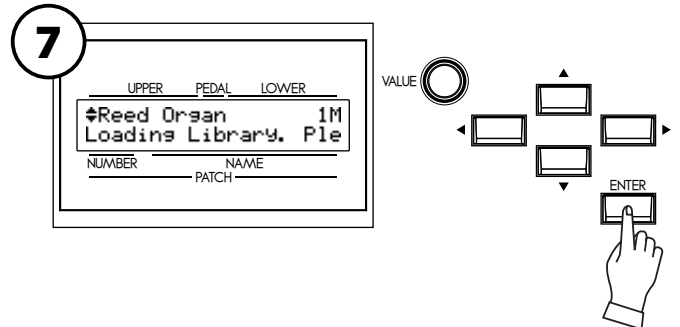 7
UPPER PEDAL LOWER
VALUE
♦Reed Organ 1M
Loading Library. Ple
NUMBER NAME
PATCH
ENTER